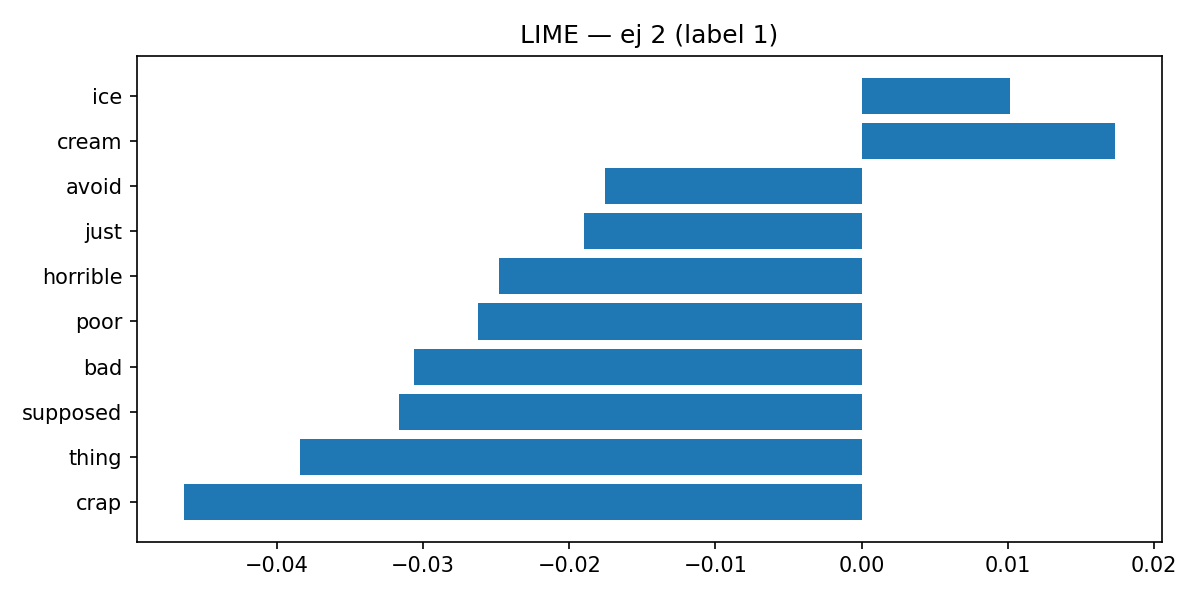 LIME — ej 2 (label 1)
ice
cream
avoid
just
horrible
poor
bad
supposed
thing
crap
−0.04 −0.03 −0.02 −0.01 0.00 0.01 0.02